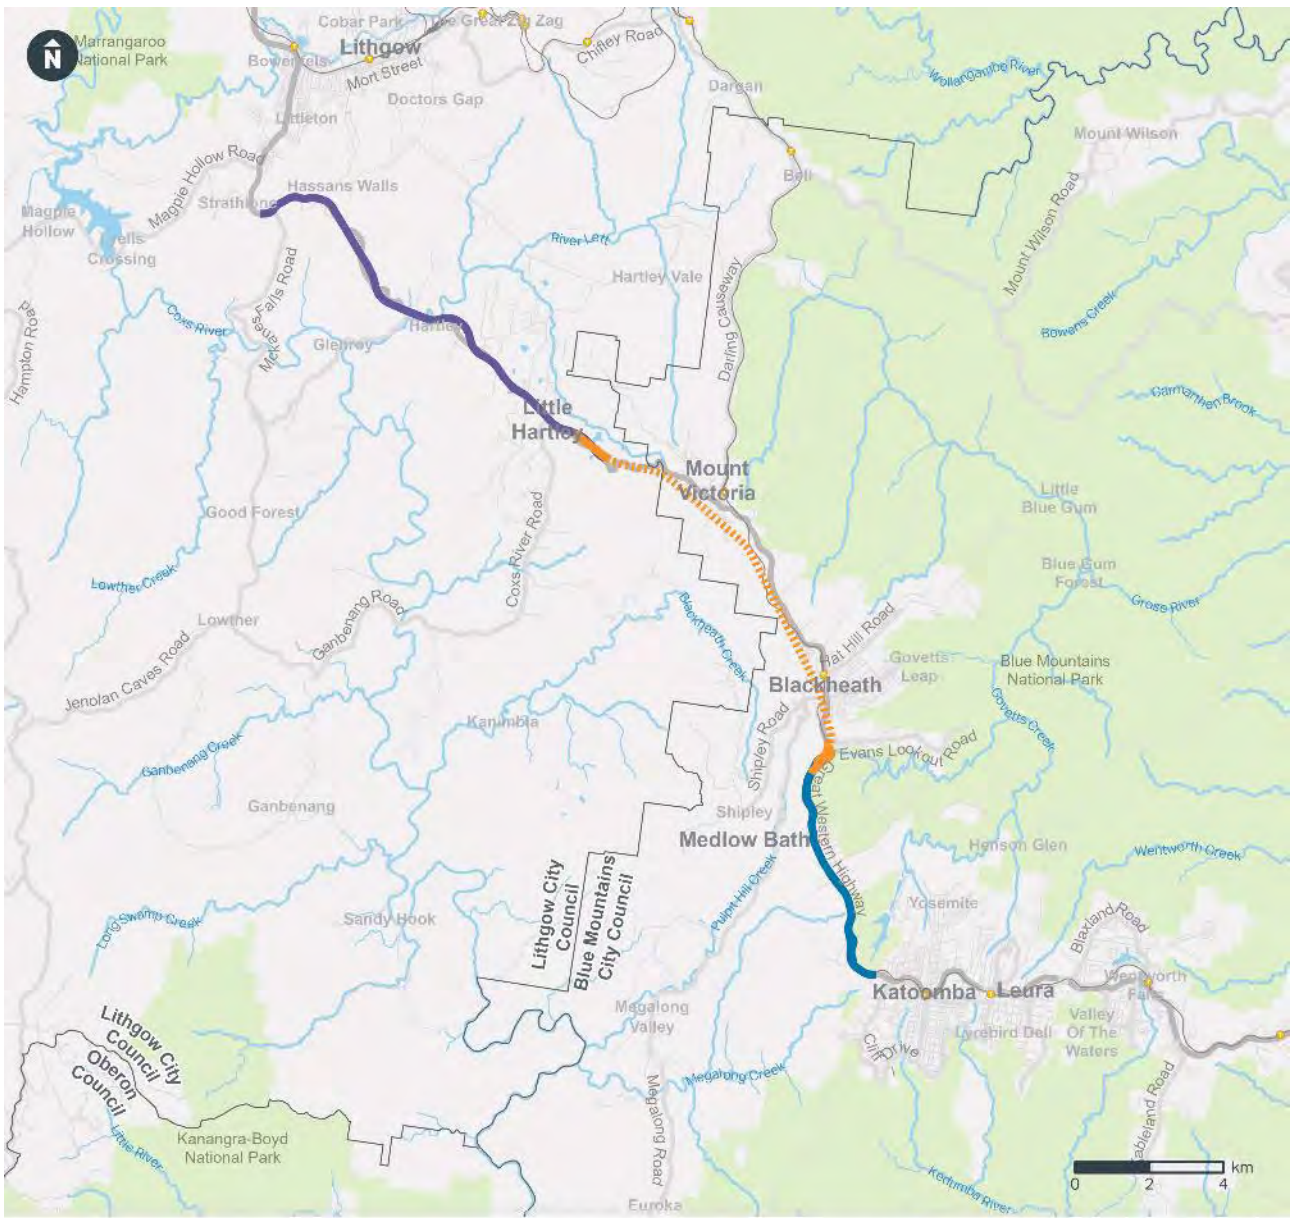 Cobar Park
The Great Zig Zag
N
Marrangaroo
National Park
Lithgow
Chifley Road
Bowenfels
Mort Street
Wollangambe River
Dargan
Doctors Gap
Littleton
Mount Wilson
Magpie Hollow Road
Bell
Hassans Walls
Strathlone
Magpie
Hollow
Mount Wilson Road
River Lett
Crossing
Hartley Vale
Mckanes Falls Road
Darling Causeway
Bowens Creek
Coxs River
Hartley
Glenroy
Hampton Road
Carmarthen Brook
Little
Hartley
Mount
Victoria
Little
Blue Gum
Good Forest
Coxs River Road
Blue Gum
Forest
Lowther Creek
Grose River
Ganbenang Road
Blackheath Creek
Lowther
Hat Hill Road
Jenolan Caves Road
Govetts
Leap
Blue Mountains
National Park
Blackheath
Govetts Creek
Kanimbla
Shipley Road
Ganbenang Creek
Evans Lookout Road
Great Western Highway
Ganbenang
Shipley
Medlow Bath
Henson Glen
Wentworth Creek
Lithgow City
Council
Blue Mountains
City Council
Pulpit Hill Creek
Yosemite
Long Swamp Creek
Sandy Hook
Blaxland Road
Katoomba
Leura
Wentworth
Falls
Megalong
Valley
Lithgow City
Council
Oberon
Council
Lyrebird Dell
Valley
Of The
Waters
Cliff Drive
Megalong Creek
Megalong Road
Little River
Kanangra-Boyd
National Park
Kedumba River
km
0 2 4
Euroka